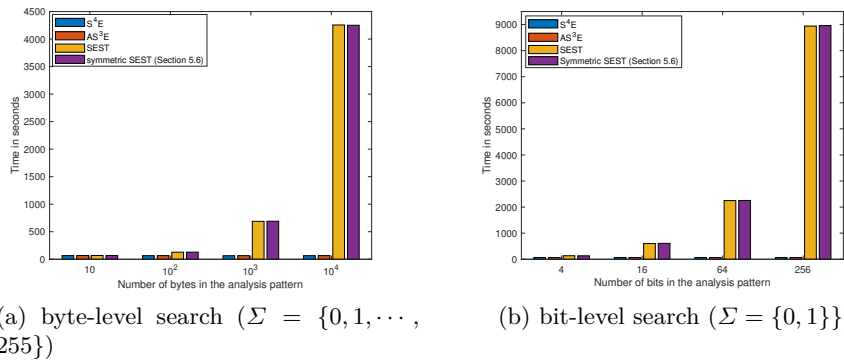 4500
4000
3500
3000
2500
2000
1500
1000
500
0
Time in seconds
S⁴E
AS³E
SEST
symmetric SEST (Section 5.6)
10 10² 10³ 10⁴
Number of bytes in the analysis pattern
(a) byte-level search (Σ = {0, 1, ⋯ ,
255})
9000
8000
7000
6000
5000
4000
3000
2000
1000
0
Time in seconds
S⁴E
AS³E
SEST
Symmetric SEST (Section 5.6)
4 16 64 256
Number of bits in the analysis pattern
(b) bit-level search (Σ = {0, 1}}